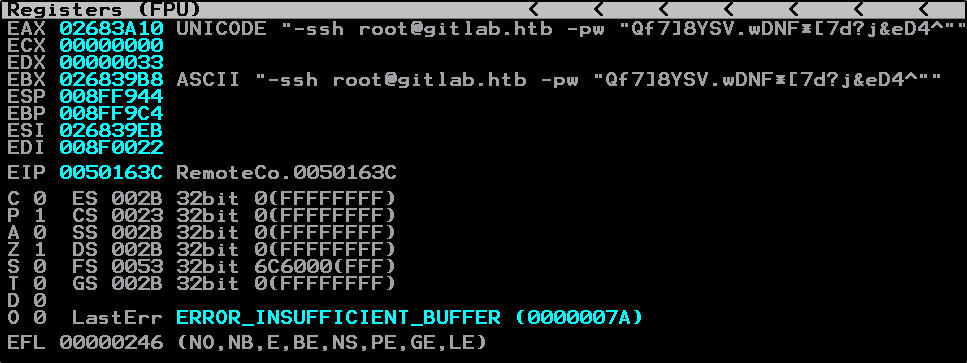 Registers (FPU) < < < < < < <
EAX 02683A10 UNICODE "-ssh root@gitlab.htb -pw "Qf7]8YSV.wDNF*[7d?j&eD4^""
ECX 00000000
EDX 00000033
EBX 026839B8 ASCII "-ssh root@gitlab.htb -pw "Qf7]8YSV.wDNF*[7d?j&eD4^""
ESP 008FF944
EBP 008FF9C4
ESI 026839EB
EDI 008F0022
EIP 0050163C RemoteCo.0050163C
C 0 ES 002B 32bit 0(FFFFFFFF)
P 1 CS 0023 32bit 0(FFFFFFFF)
A 0 SS 002B 32bit 0(FFFFFFFF)
Z 1 DS 002B 32bit 0(FFFFFFFF)
S 0 FS 0053 32bit 6C6000(FFF)
T 0 GS 002B 32bit 0(FFFFFFFF)
D 0
O 0 LastErr ERROR_INSUFFICIENT_BUFFER (0000007A)
EFL 00000246 (NO,NB,E,BE,NS,PE,GE,LE)